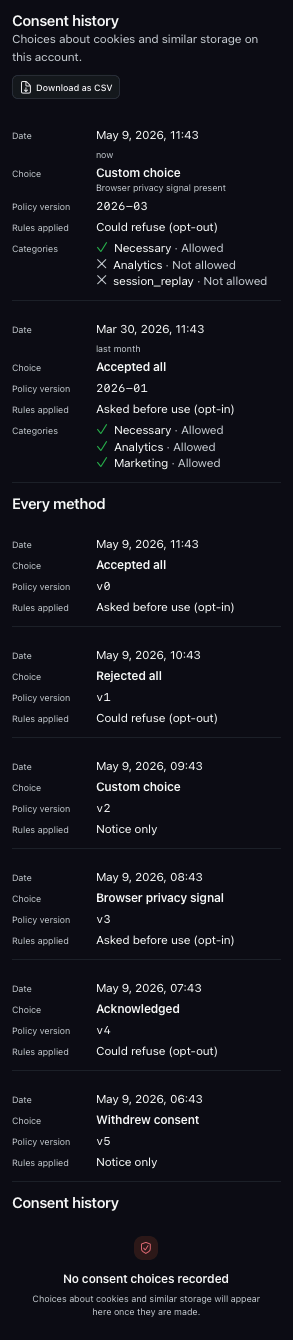 Consent history
Choices about cookies and similar storage on
this account.
Download as CSV
Date May 9, 2026, 11:43
now
Choice Custom choice
Browser privacy signal present
Policy version 2026-03
Rules applied Could refuse (opt-out)
Categories Necessary · Allowed
Analytics · Not allowed
session_replay · Not allowed
Date Mar 30, 2026, 11:43
last month
Choice Accepted all
Policy version 2026-01
Rules applied Asked before use (opt-in)
Categories Necessary · Allowed
Analytics · Allowed
Marketing · Allowed
Every method
Date May 9, 2026, 11:43
Choice Accepted all
Policy version v0
Rules applied Asked before use (opt-in)
Date May 9, 2026, 10:43
Choice Rejected all
Policy version v1
Rules applied Could refuse (opt-out)
Date May 9, 2026, 09:43
Choice Custom choice
Policy version v2
Rules applied Notice only
Date May 9, 2026, 08:43
Choice Browser privacy signal
Policy version v3
Rules applied Asked before use (opt-in)
Date May 9, 2026, 07:43
Choice Acknowledged
Policy version v4
Rules applied Could refuse (opt-out)
Date May 9, 2026, 06:43
Choice Withdrew consent
Policy version v5
Rules applied Notice only
Consent history
No consent choices recorded
Choices about cookies and similar storage will appear
here once they are made.